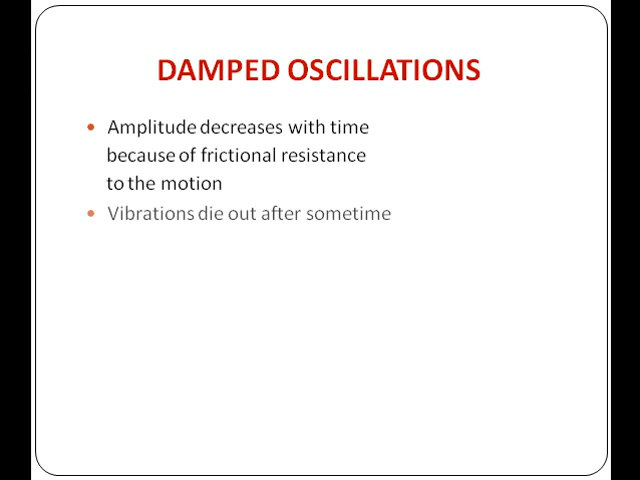 DAMPED OSCILLATIONS
• Amplitude decreases with time
because of frictional resistance
to the motion
• Vibrations die out after sometime